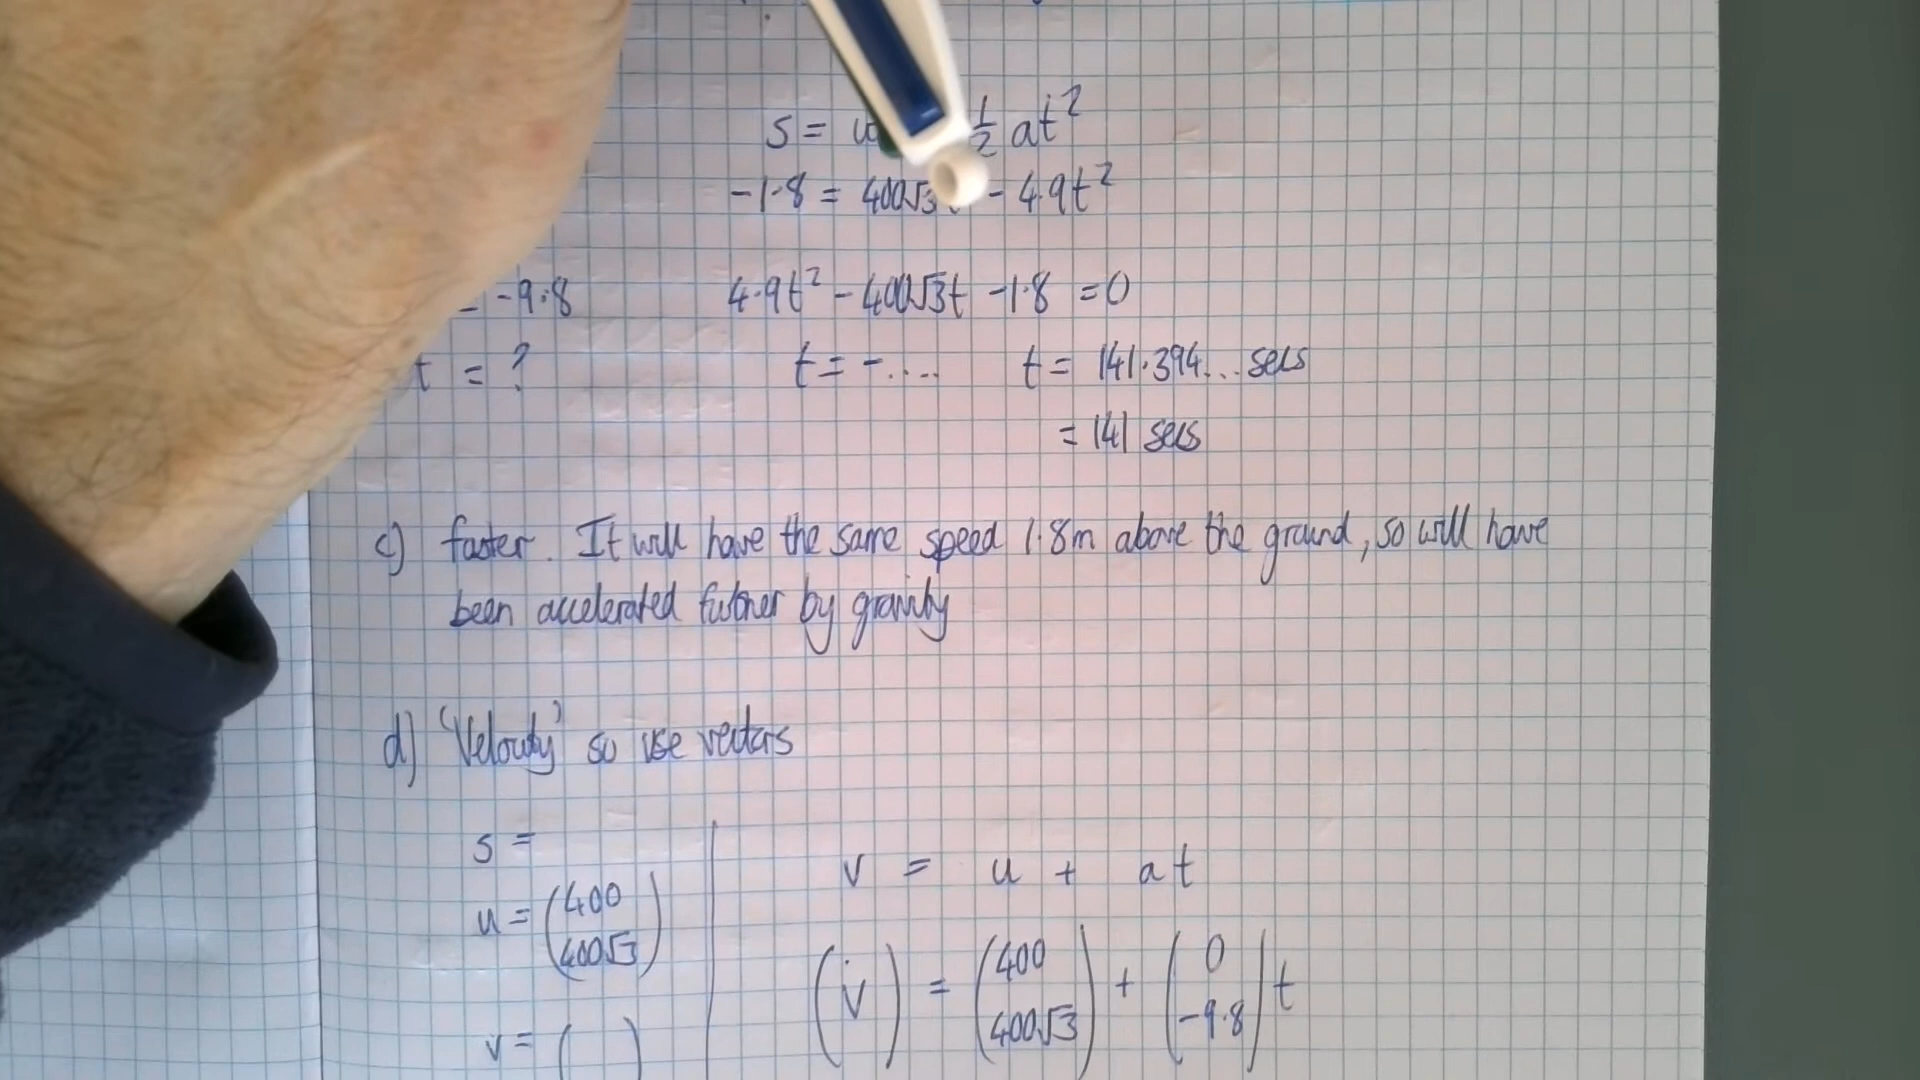 s = u ½ at²
-1.8 = 400√3 - 4.9t²
= -9.8 4.9t² - 400√3t - 1.8 = 0
t = ? t = -.... t = 141.394... secs
= 141 secs
c) faster. It will have the same speed 1.8m above the ground, so will have
been accelerated further by gravity
d) 'Velocity' so use vectors
s =
v = u + at
u = (400
400√3)
(v) = (400
400√3) + (0
-9.8) t
v = ( )